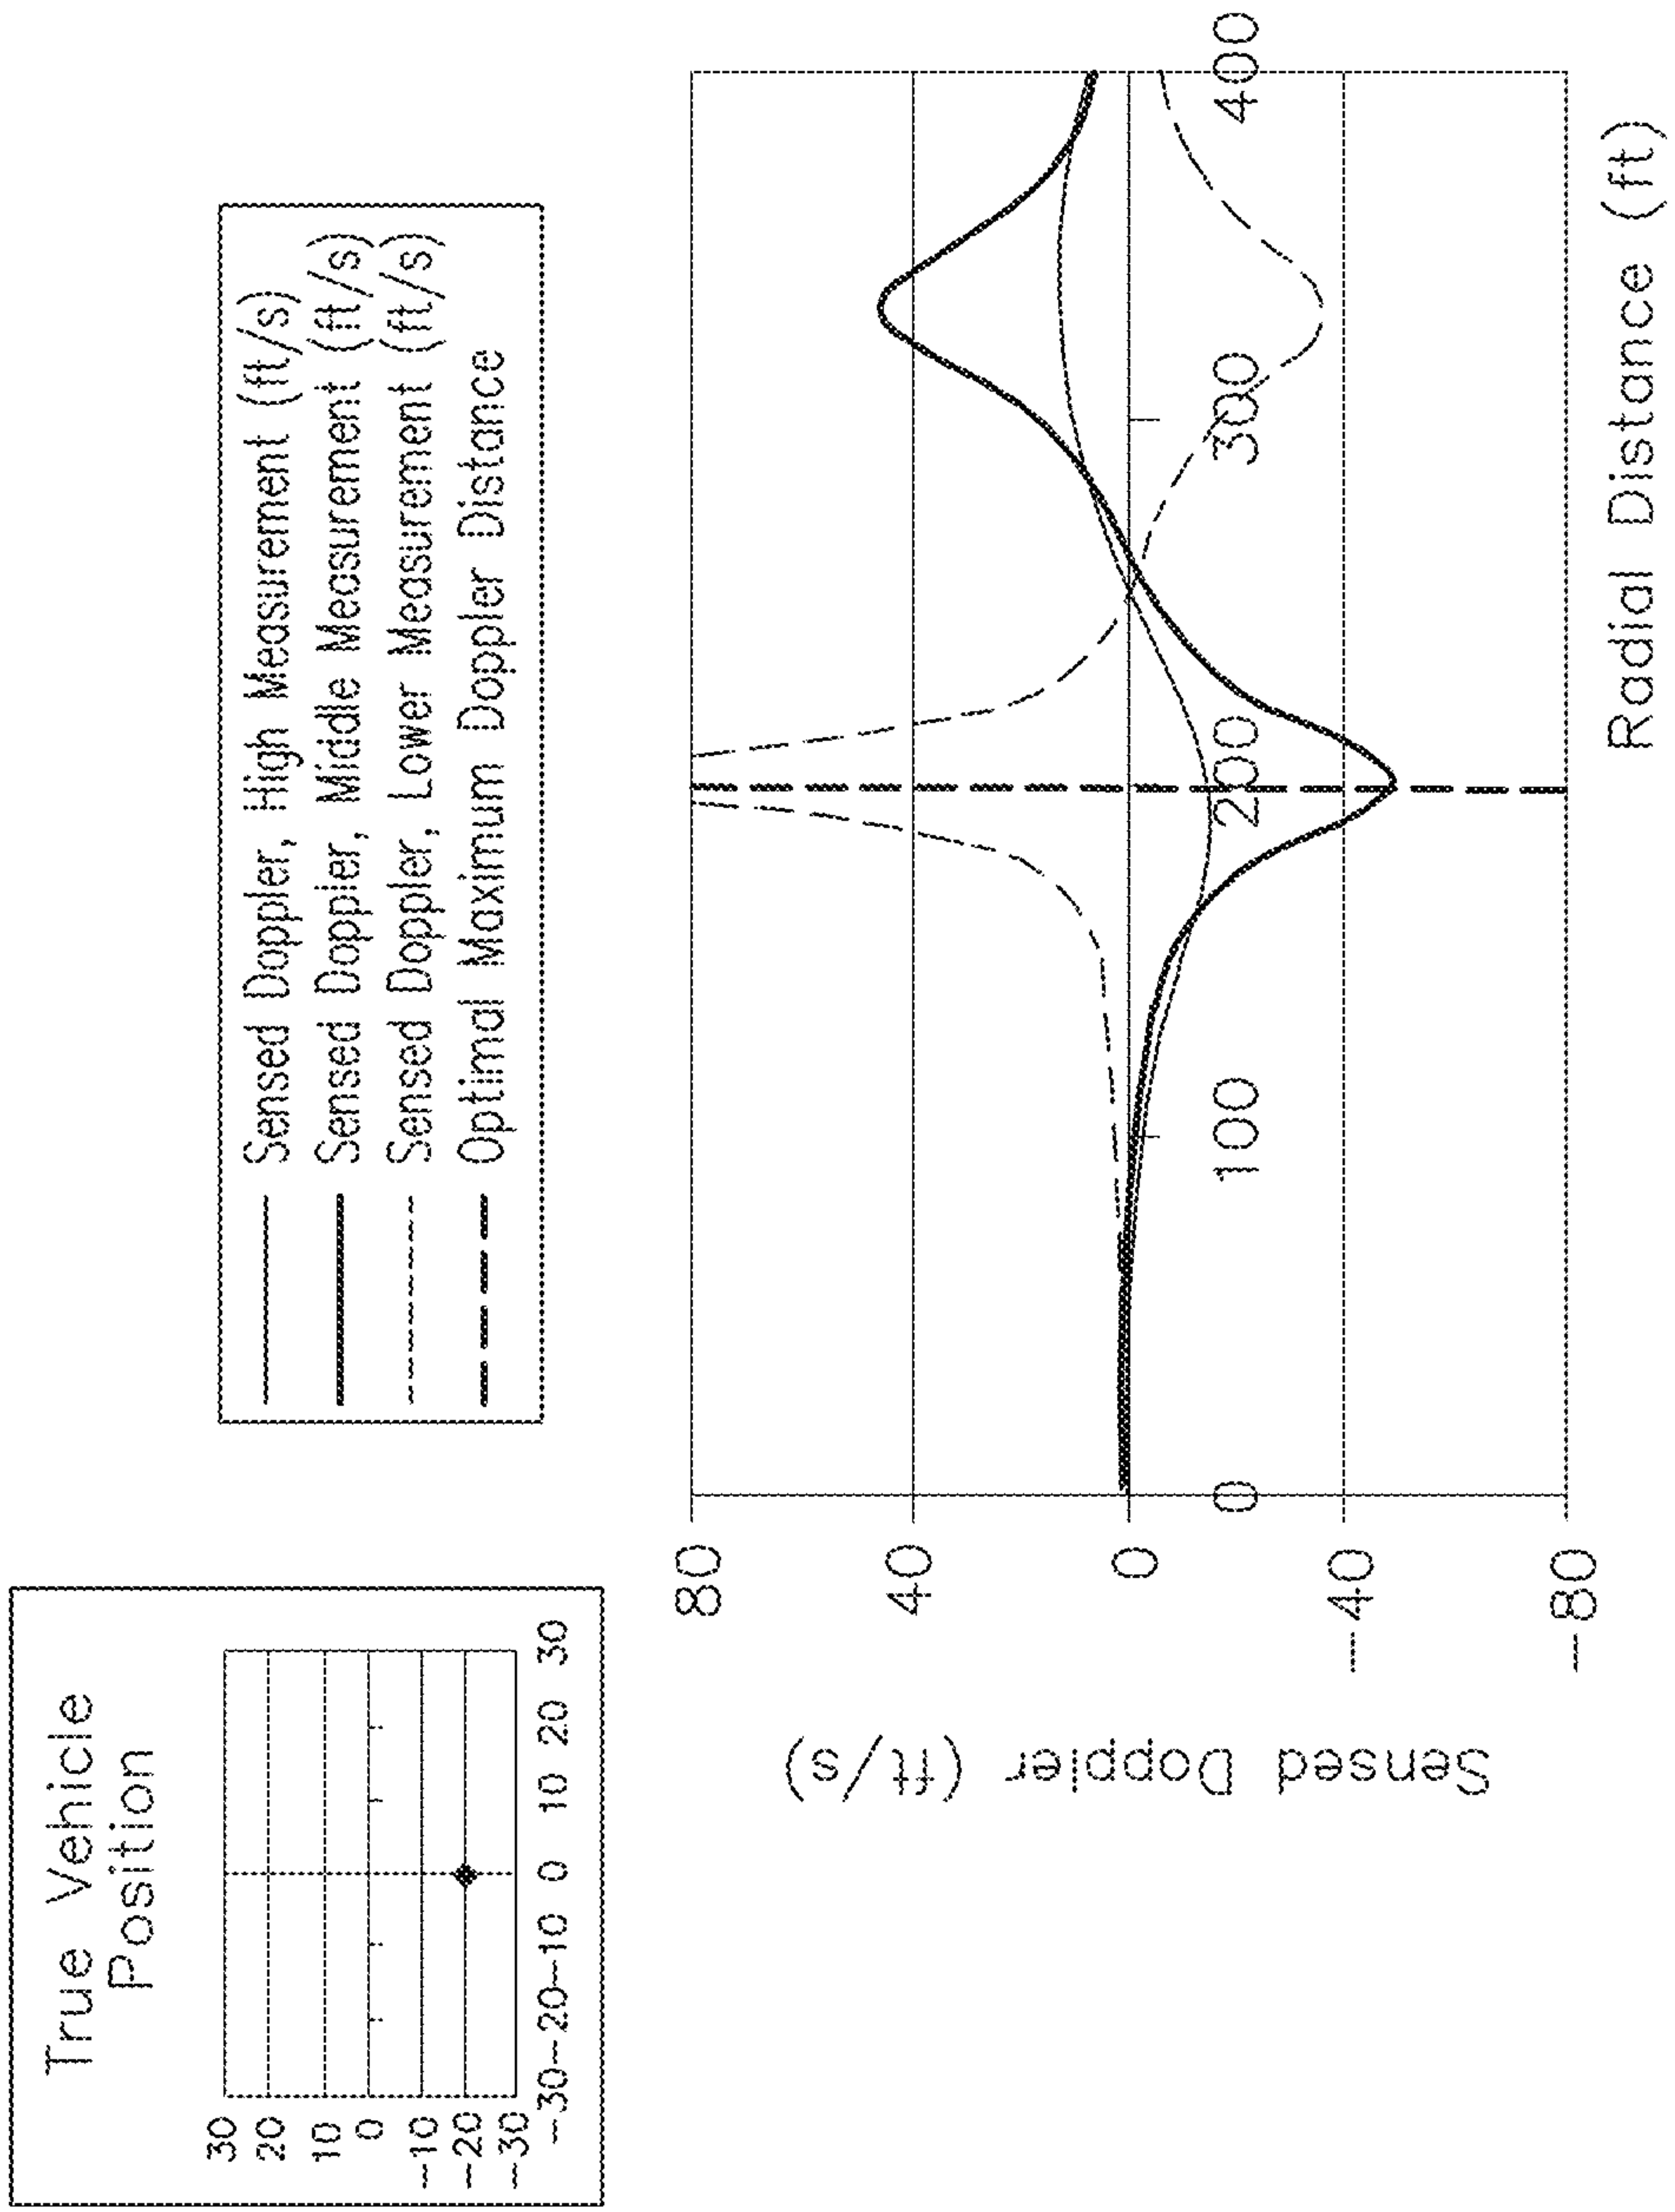 True Vehicle
Position
30
20
10
0
-10
-20
-30
-30-20-10 0 10 20 30
Sensed Doppler, High Measurement (ft/s)
Sensed Doppler, Middle Measurement (ft/s)
Sensed Doppler, Lower Measurement (ft/s)
Optimal Maximum Doppler Distance
Sensed Doppler (ft/s)
80
40
0
-40
-80
0 100 200 300 400
Radial Distance (ft)